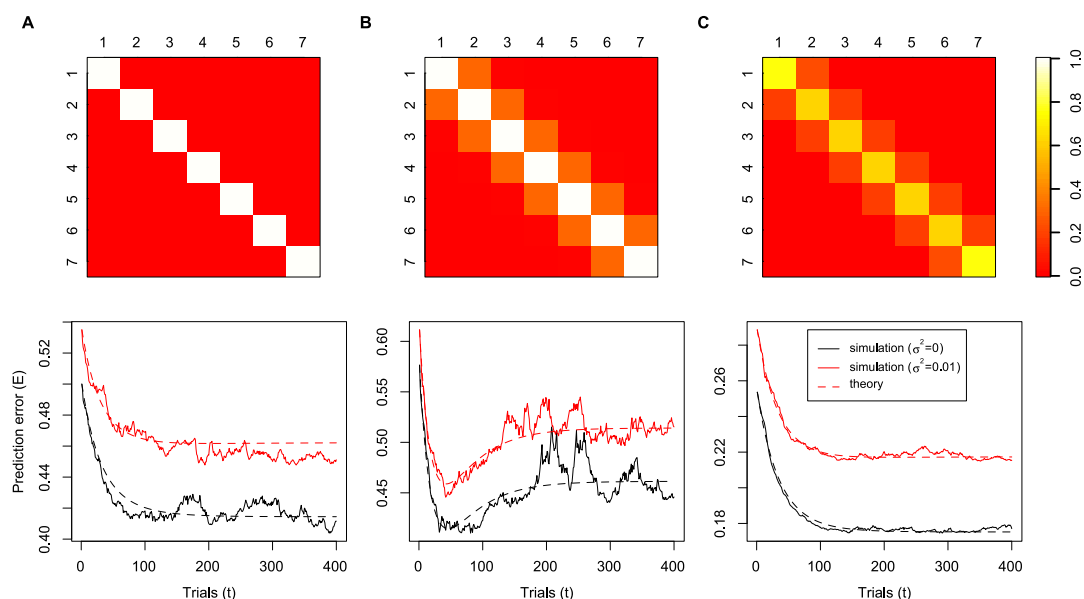 A
B
C
1 2 3 4 5 6 7
1 2 3 4 5 6 7
1 2 3 4 5 6 7
1
2
3
4
5
6
7
1
2
3
4
5
6
7
1
2
3
4
5
6
7
0.0 0.2 0.4 0.6 0.8 1.0
Prediction error (E)
0.40 0.44 0.48 0.52
0 100 200 300 400
Trials (t)
0.45 0.50 0.55 0.60
0 100 200 300 400
Trials (t)
0.18 0.22 0.26
simulation (σ²=0)
simulation (σ²=0.01)
theory
0 100 200 300 400
Trials (t)